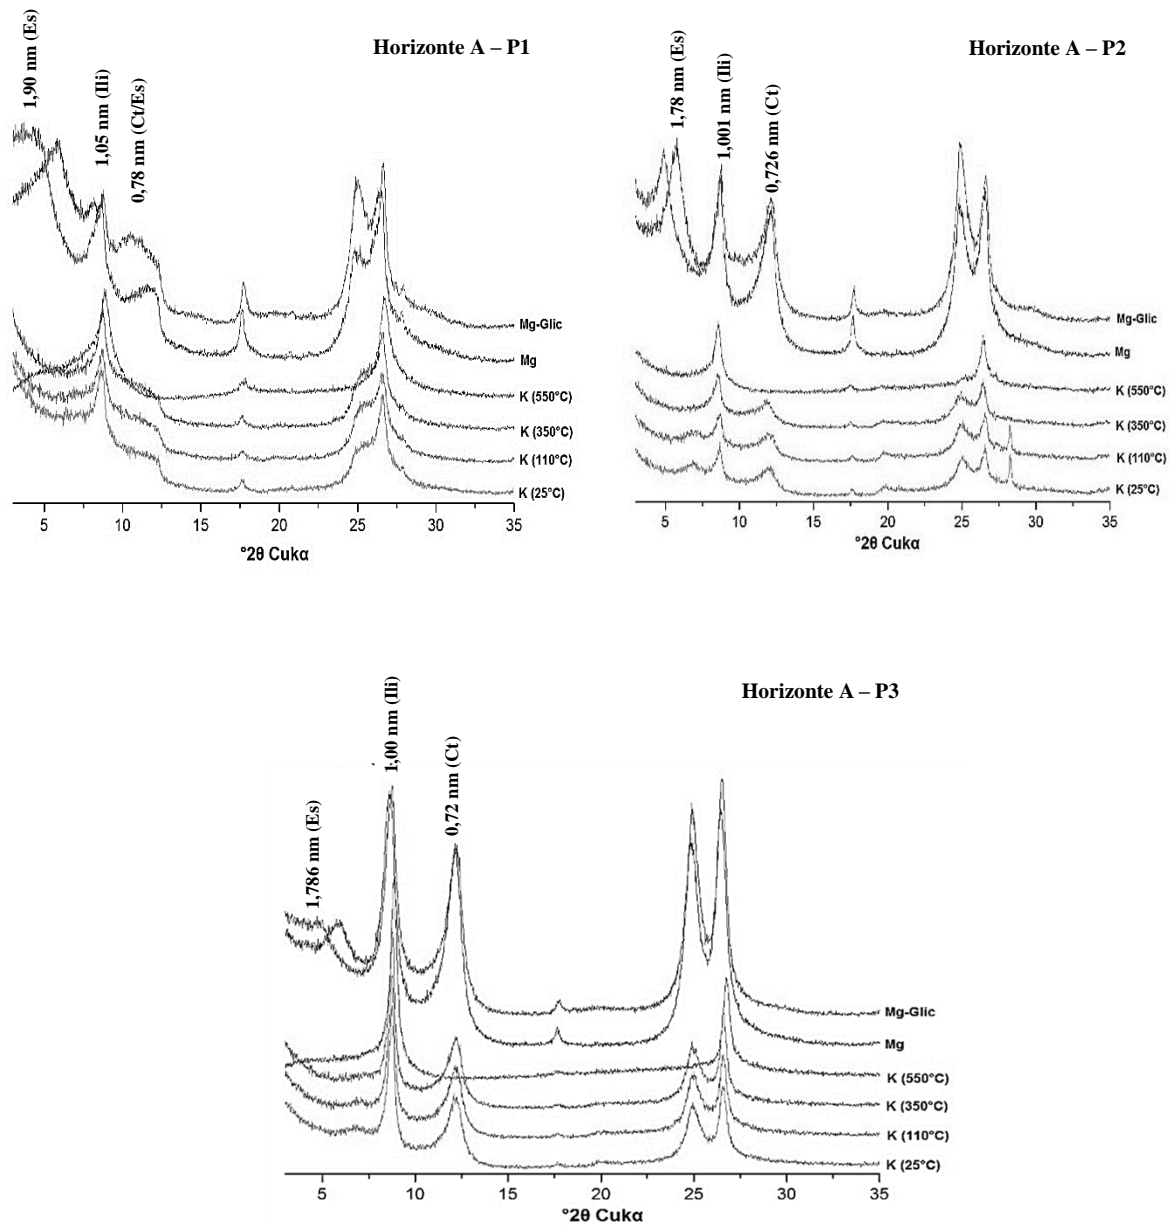 Horizonte A – P1
1,90 nm (Es)
1,05 nm (Ili)
0,78 nm (Ct/Es)
Mg-Glic
Mg
K (550°C)
K (350°C)
K (110°C)
K (25°C)
5 10 15 20 25 30 35
°2θ Cukα
Horizonte A – P2
1,78 nm (Es)
1,001 nm (Ili)
0,726 nm (Ct)
Mg-Glic
Mg
K (550°C)
K (350°C)
K (110°C)
K (25°C)
5 10 15 20 25 30 35
°2θ Cukα
Horizonte A – P3
1,786 nm (Es)
1,00 nm (Ili)
0,72 nm (Ct)
Mg-Glic
Mg
K (550°C)
K (350°C)
K (110°C)
K (25°C)
5 10 15 20 25 30 35
°2θ Cukα